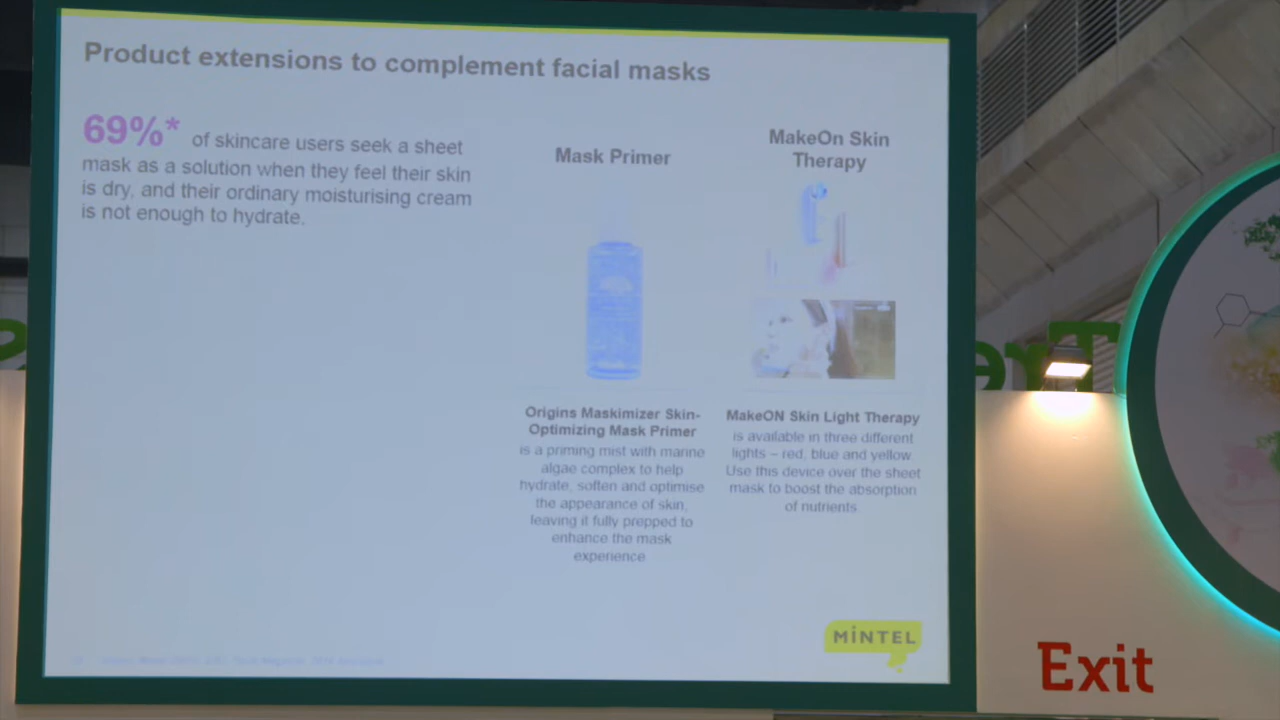 Product extensions to complement facial masks
69%* of skincare users seek a sheet
mask as a solution when they feel their skin
is dry, and their ordinary moisturising cream
is not enough to hydrate.
Mask Primer
Origins Maskimizer Skin-
Optimizing Mask Primer
is a priming mist with marine
algae complex to help
hydrate, soften and optimise
the appearance of skin,
leaving it fully prepped to
enhance the mask
experience
MakeOn Skin
Therapy
MakeON Skin Light Therapy
is available in three different
lights – red, blue and yellow.
Use this device over the sheet
mask to boost the absorption
of nutrients.
MINTEL
Exit